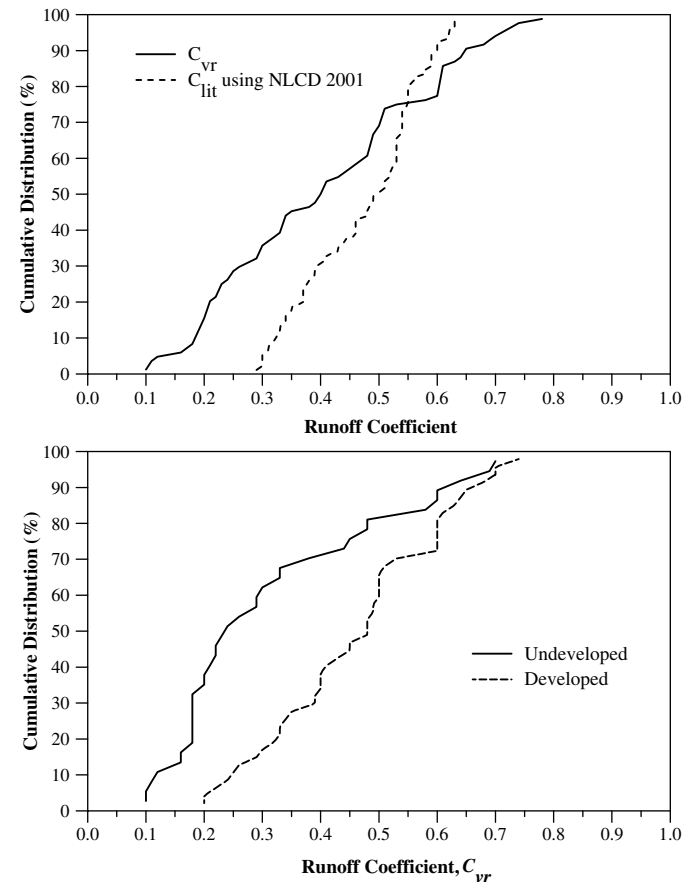 100
90
80
70
60
50
40
30
20
10
0
Cumulative Distribution (%)
C_vr
C_lit using NLCD 2001
0.0 0.1 0.2 0.3 0.4 0.5 0.6 0.7 0.8 0.9 1.0
Runoff Coefficient
100
90
80
70
60
50
40
30
20
10
0
Cumulative Distribution (%)
Undeveloped
Developed
0.0 0.1 0.2 0.3 0.4 0.5 0.6 0.7 0.8 0.9 1.0
Runoff Coefficient, C_vr